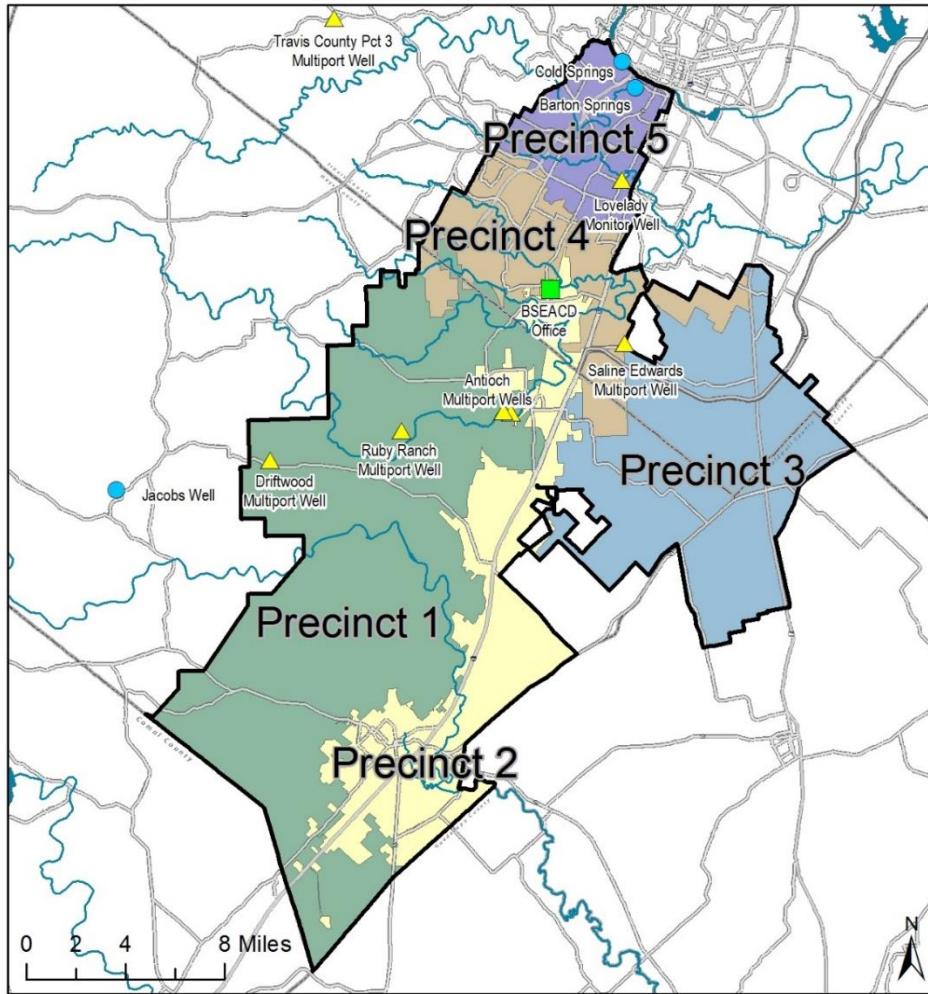 Travis County Pct 3
Multiport Well
Cold Springs
Barton Springs
Precinct 5
Lovelady
Monitor Well
Precinct 4
BSEACD
Office
Saline Edwards
Multiport Well
Antioch
Multiport Wells
Ruby Ranch
Multiport Well
Driftwood
Multiport Well
Jacobs Well
Precinct 3
Precinct 1
Comal County
Precinct 2
0 2 4 8 Miles
N